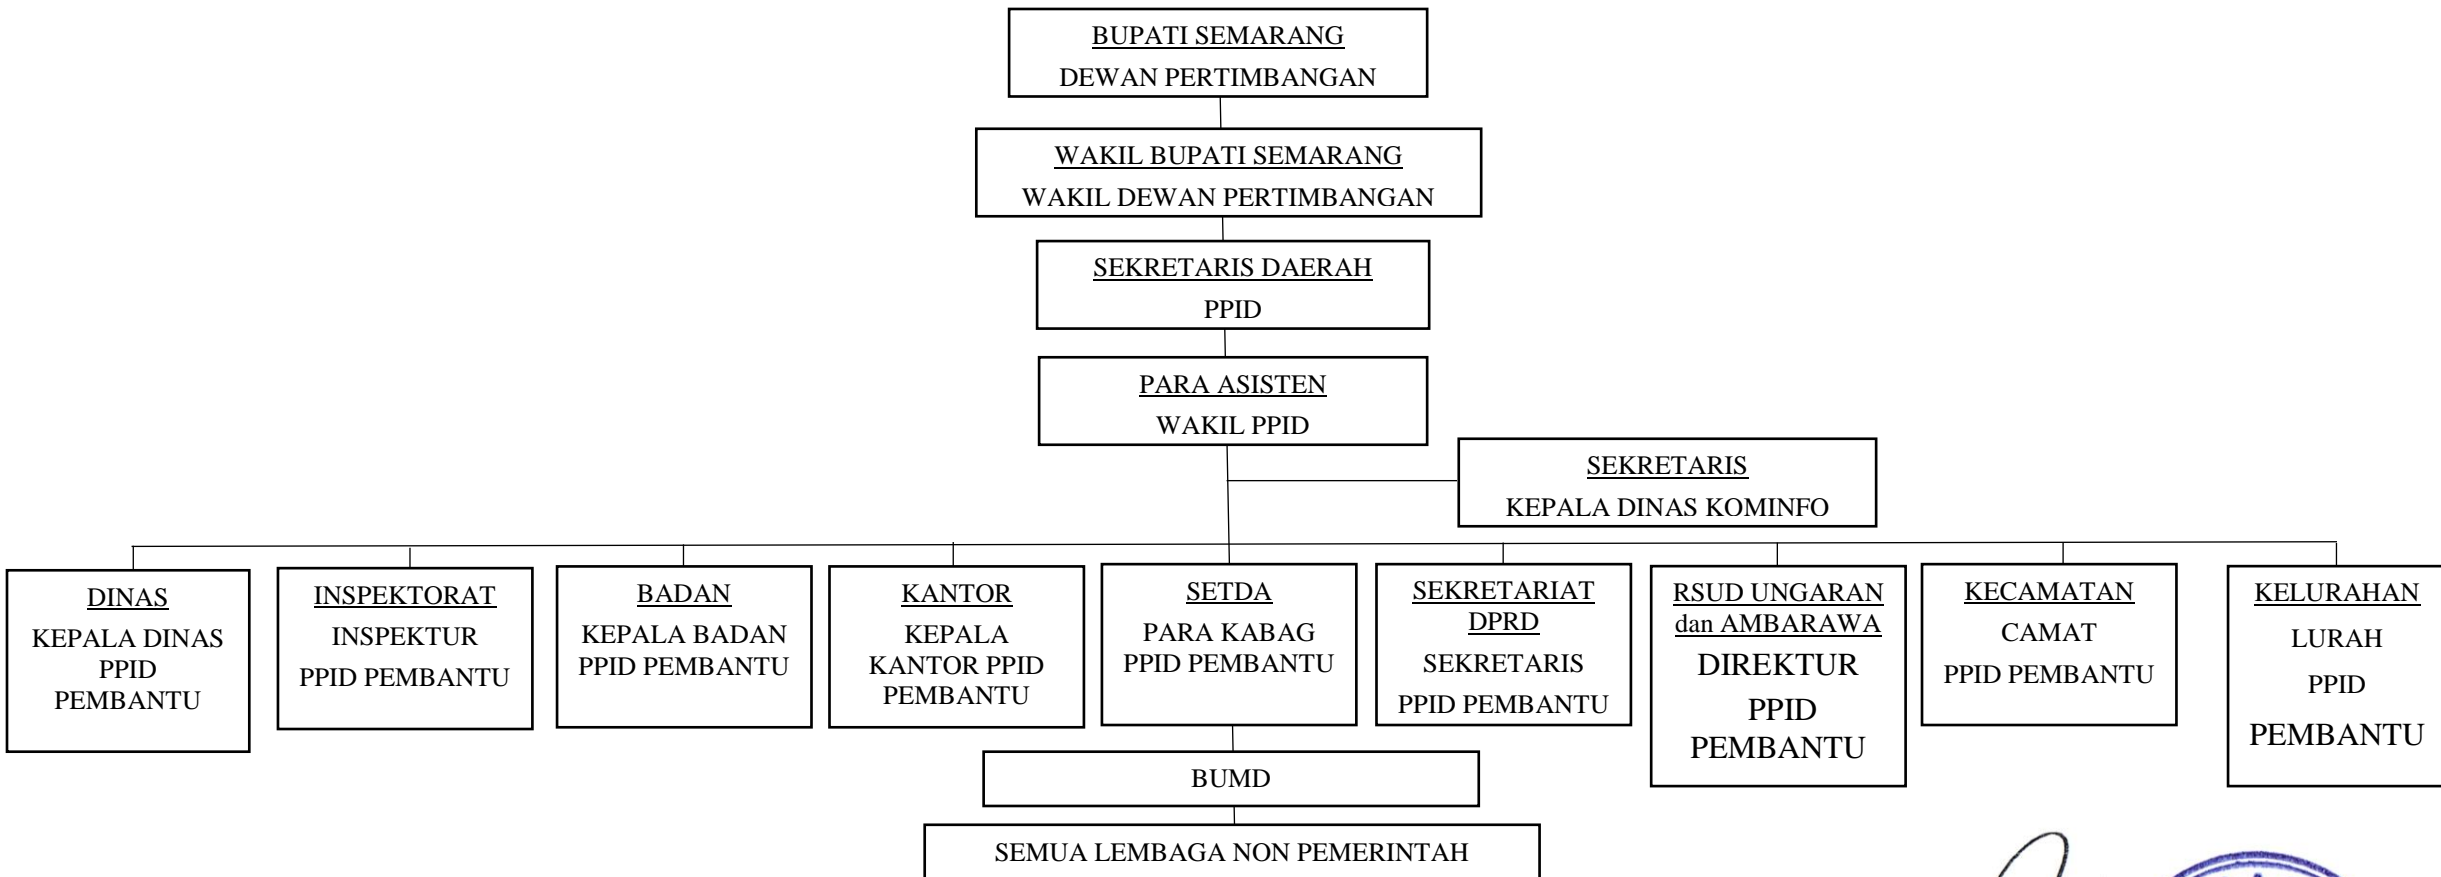 BUPATI SEMARANG
DEWAN PERTIMBANGAN
WAKIL BUPATI SEMARANG
WAKIL DEWAN PERTIMBANGAN
SEKRETARIS DAERAH
PPID
PARA ASISTEN
WAKIL PPID
SEKRETARIS
KEPALA DINAS KOMINFO
DINAS
KEPALA DINAS
PPID
PEMBANTU
INSPEKTORAT
INSPEKTUR
PPID PEMBANTU
BADAN
KEPALA BADAN
PPID PEMBANTU
KANTOR
KEPALA
KANTOR PPID
PEMBANTU
SETDA
PARA KABAG
PPID PEMBANTU
SEKRETARIAT
DPRD
SEKRETARIS
PPID PEMBANTU
RSUD UNGARAN
dan AMBARAWA
DIREKTUR
PPID
PEMBANTU
KECAMATAN
CAMAT
PPID PEMBANTU
KELURAHAN
LURAH
PPID
PEMBANTU
BUMD
SEMUA LEMBAGA NON PEMERINTAH